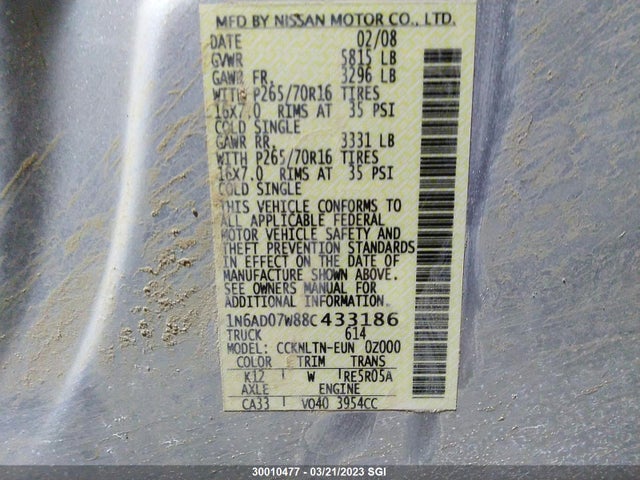 MFD BY NISSAN MOTOR CO., LTD.
DATE 02/08
GVWR 5815 LB
GAWR FR. 3296 LB
WITH P265/70R16 TIRES
16X7.0 RIMS AT 35 PSI
COLD SINGLE
GAWR RR. 3331 LB
WITH P265/70R16 TIRES
16X7.0 RIMS AT 35 PSI
COLD SINGLE
THIS VEHICLE CONFORMS TO
ALL APPLICABLE FEDERAL
MOTOR VEHICLE SAFETY AND
THEFT PREVENTION STANDARDS
IN EFFECT ON THE DATE OF
MANUFACTURE SHOWN ABOVE.
SEE OWNERS MANUAL FOR
ADDITIONAL INFORMATION
1N6AD07W88C433186
TRUCK 614
MODEL: CCKNLTN-EUN 0Z000
COLOR TRIM TRANS
K12 W RE5R05A
AXLE ENGINE
CA33 VQ40 3954CC
30010477 - 03/21/2023 SGI